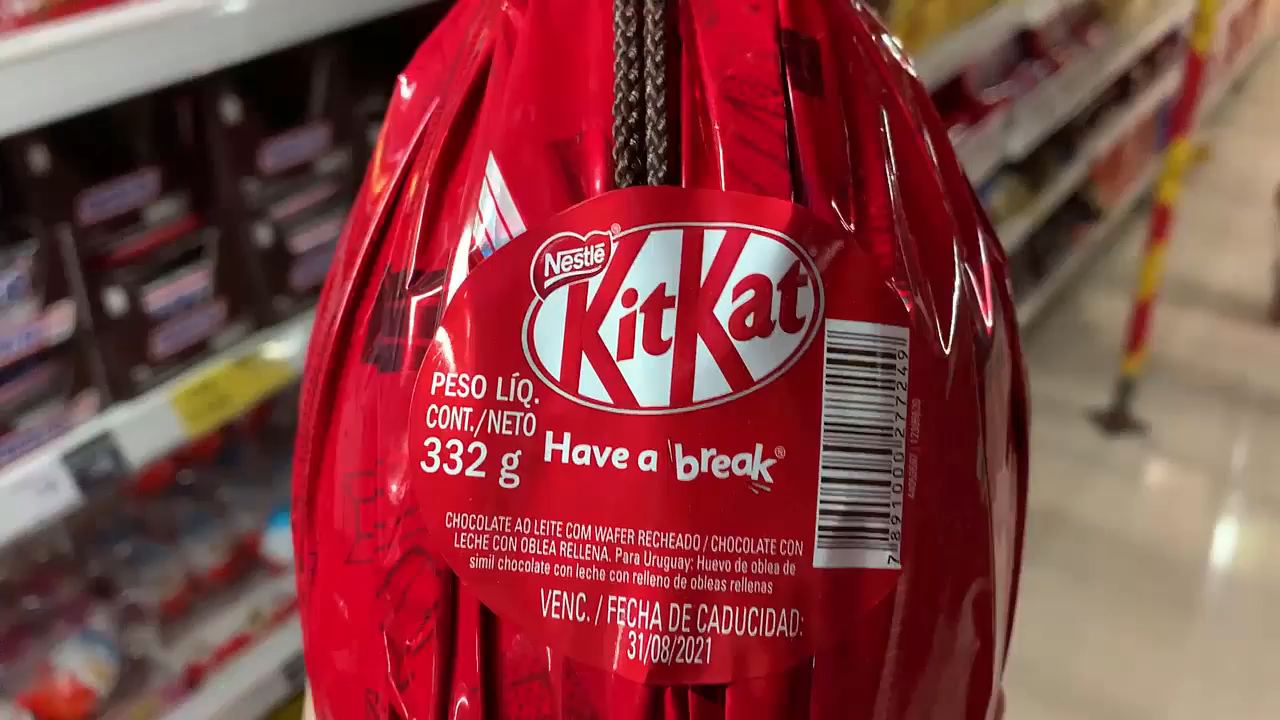 Nestlé®
KitKat
PESO LÍQ.
CONT./NETO
332 g
Have a break®
CHOCOLATE AO LEITE COM WAFER RECHEADO / CHOCOLATE CON
LECHE CON OBLEA RELLENA. Para Uruguay: Huevo de oblea de
simil chocolate con leche con relleno de obleas rellenas
VENC. / FECHA DE CADUCIDAD:
31/08/2021
7891000277249